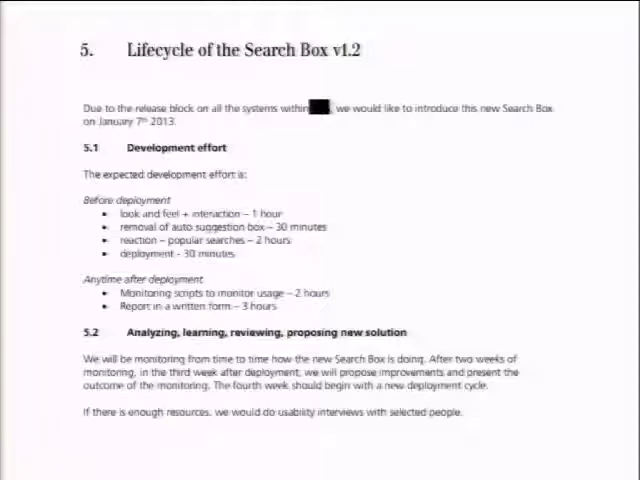 5. Lifecycle of the Search Box v1.2
Due to the release block on all the systems within , we would like to introduce this new Search Box
on January 7th 2013.
5.1 Development effort
The expected development effort is:
Before deployment
• look and feel + interaction – 1 hour
• removal of auto suggestion box – 30 minutes
• reaction – popular searches – 2 hours
• deployment - 30 minutes
Anytime after deployment
• Monitoring scripts to monitor usage – 2 hours
• Report in a written form – 3 hours
5.2 Analyzing, learning, reviewing, proposing new solution
We will be monitoring from time to time how the new Search Box is doing. After two weeks of
monitoring, in the third week after deployment, we will propose improvements and present the
outcome of the monitoring. The fourth week should begin with a new deployment cycle.
If there is enough resources, we would do usability interviews with selected people.